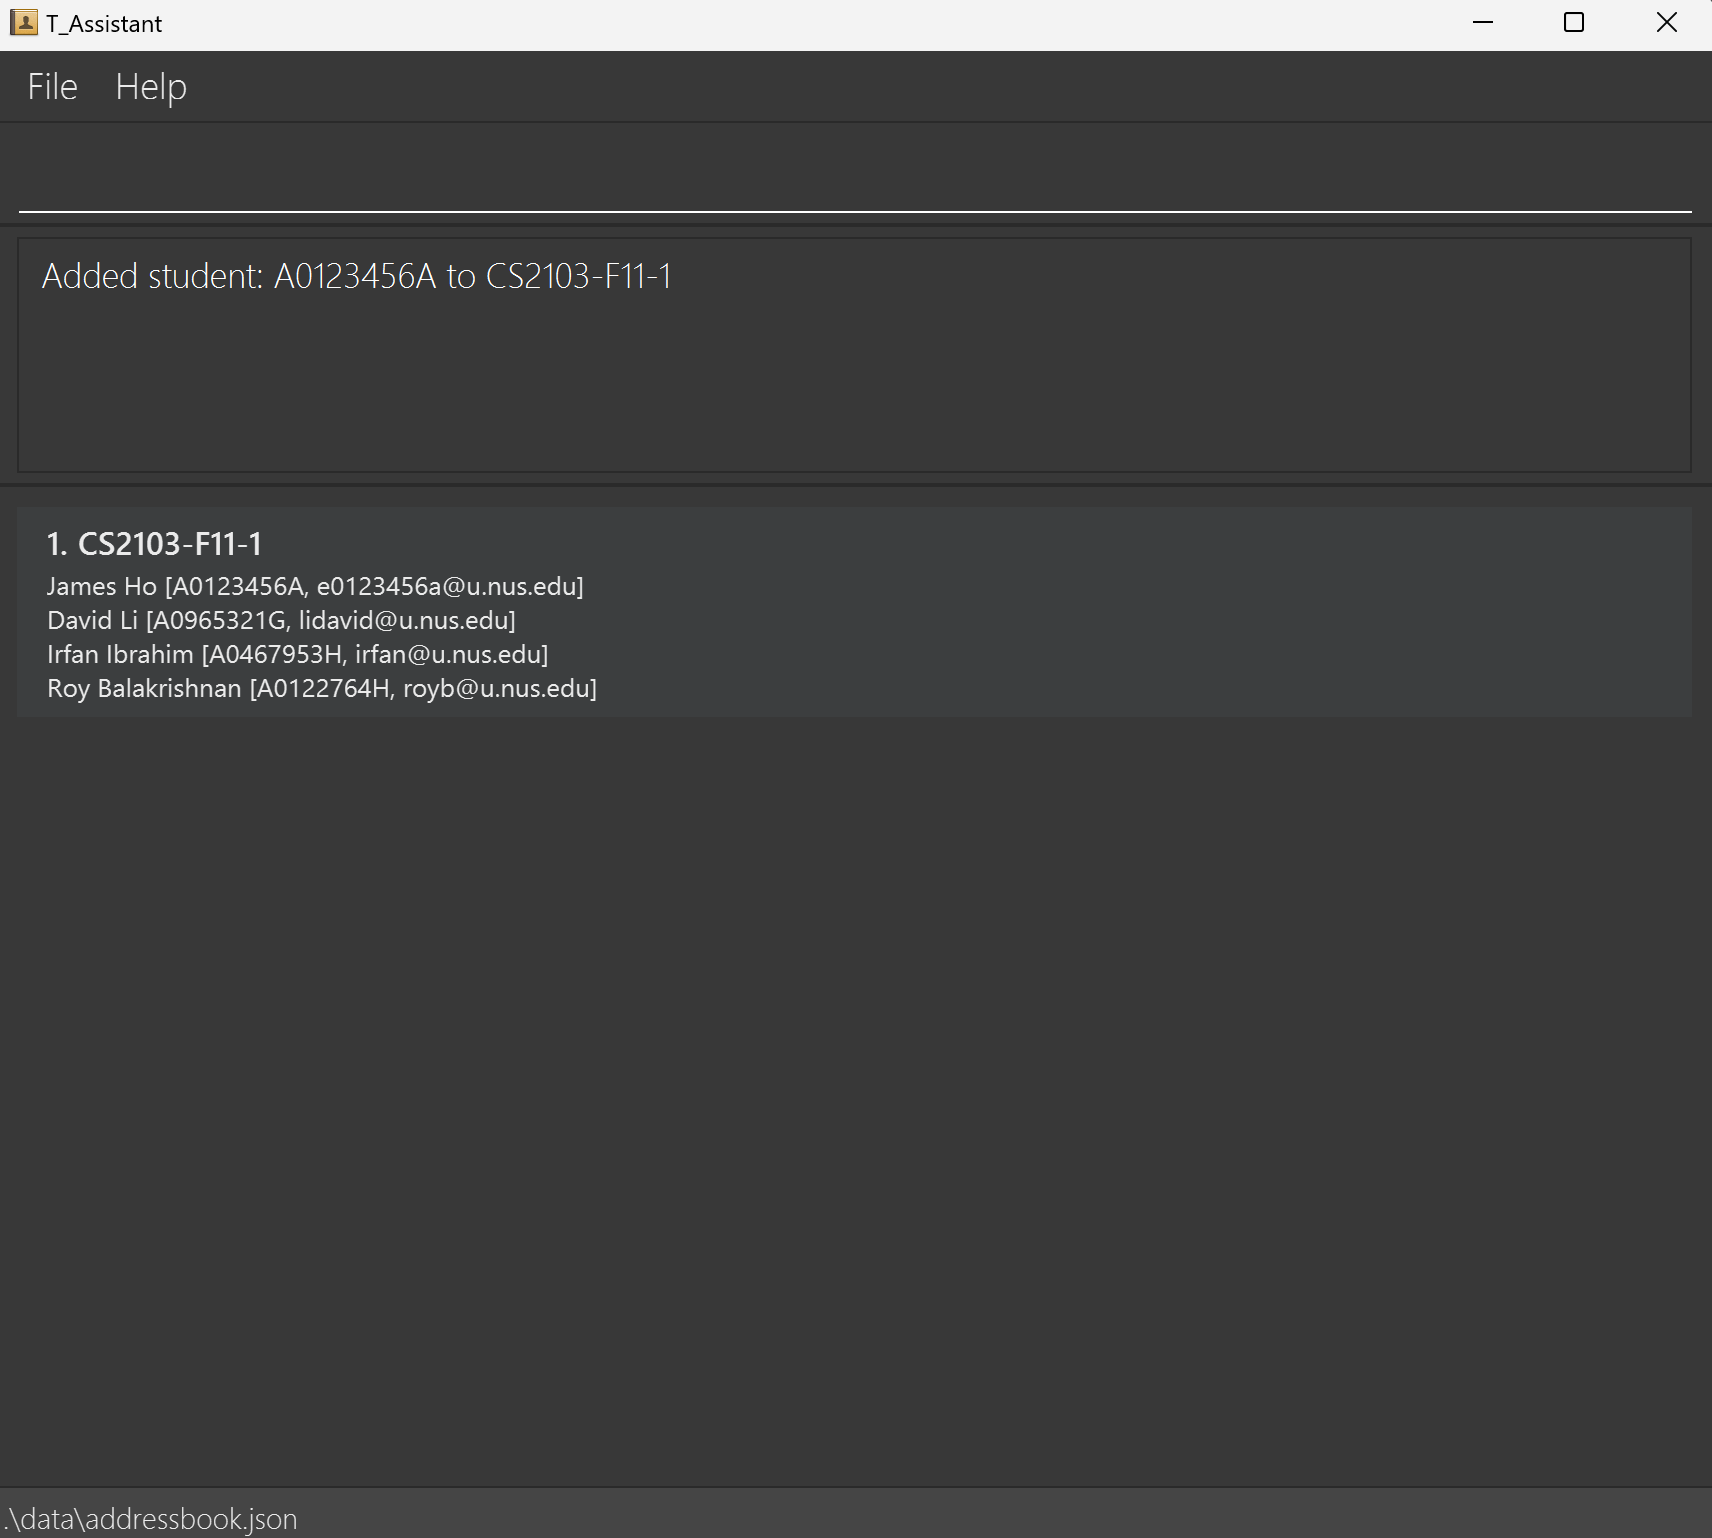 T_Assistant
File Help
Added student: A0123456A to CS2103-F11-1
1. CS2103-F11-1
James Ho [A0123456A, e0123456a@u.nus.edu]
David Li [A0965321G, lidavid@u.nus.edu]
Irfan Ibrahim [A0467953H, irfan@u.nus.edu]
Roy Balakrishnan [A0122764H, royb@u.nus.edu]
.\data\addressbook.json